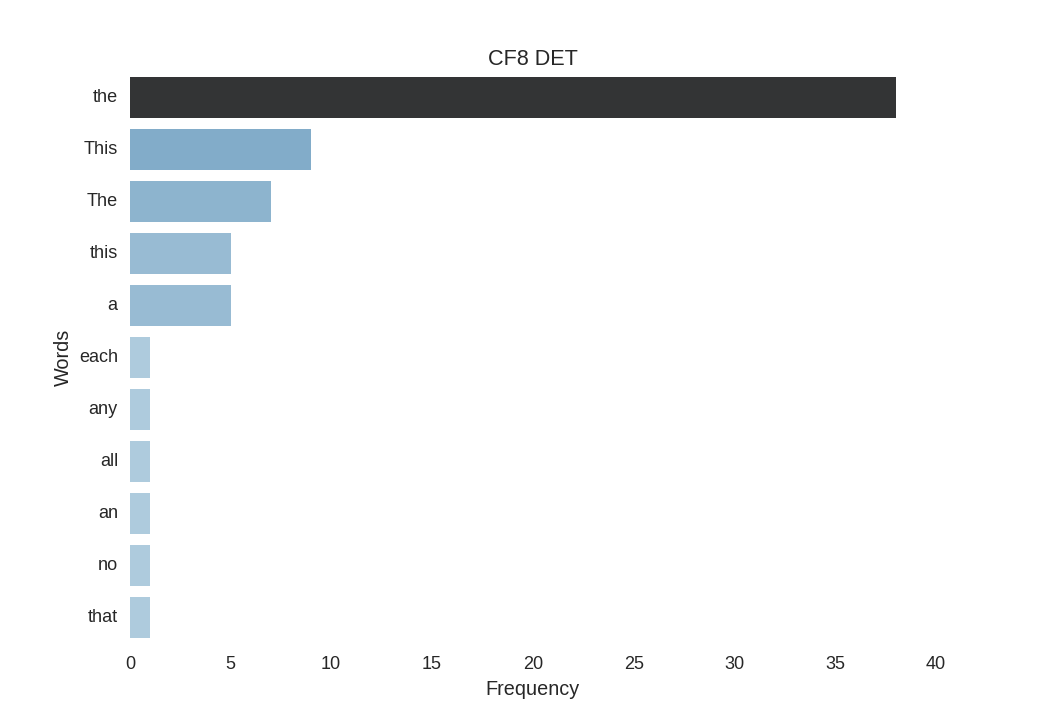 CF8 DET
the
This
The
this
a
each
any
all
an
no
that
Words
0 5 10 15 20 25 30 35 40
Frequency